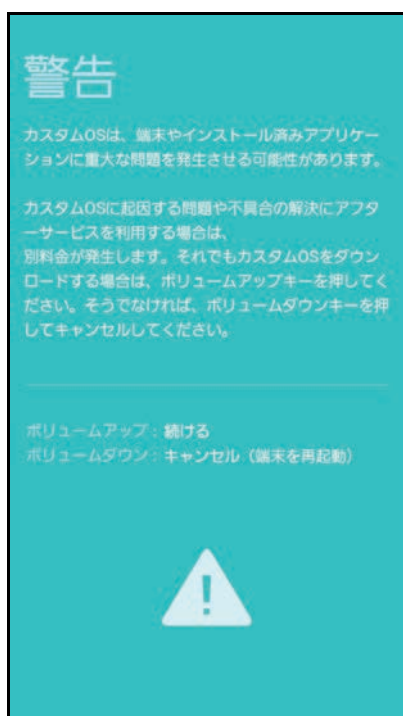 警告
カスタムOSは、端末やインストール済みアプリケー
ションに重大な問題を発生させる可能性があります。
カスタムOSに起因する問題や不具合の解決にアフタ
ーサービスを利用する場合は、
別料金が発生します。それでもカスタムOSをダウン
ロードする場合は、ボリュームアップキーを押してく
ださい。そうでなければ、ボリュームダウンキーを押
してキャンセルしてください。
ボリュームアップ：続ける
ボリュームダウン：キャンセル（端末を再起動）